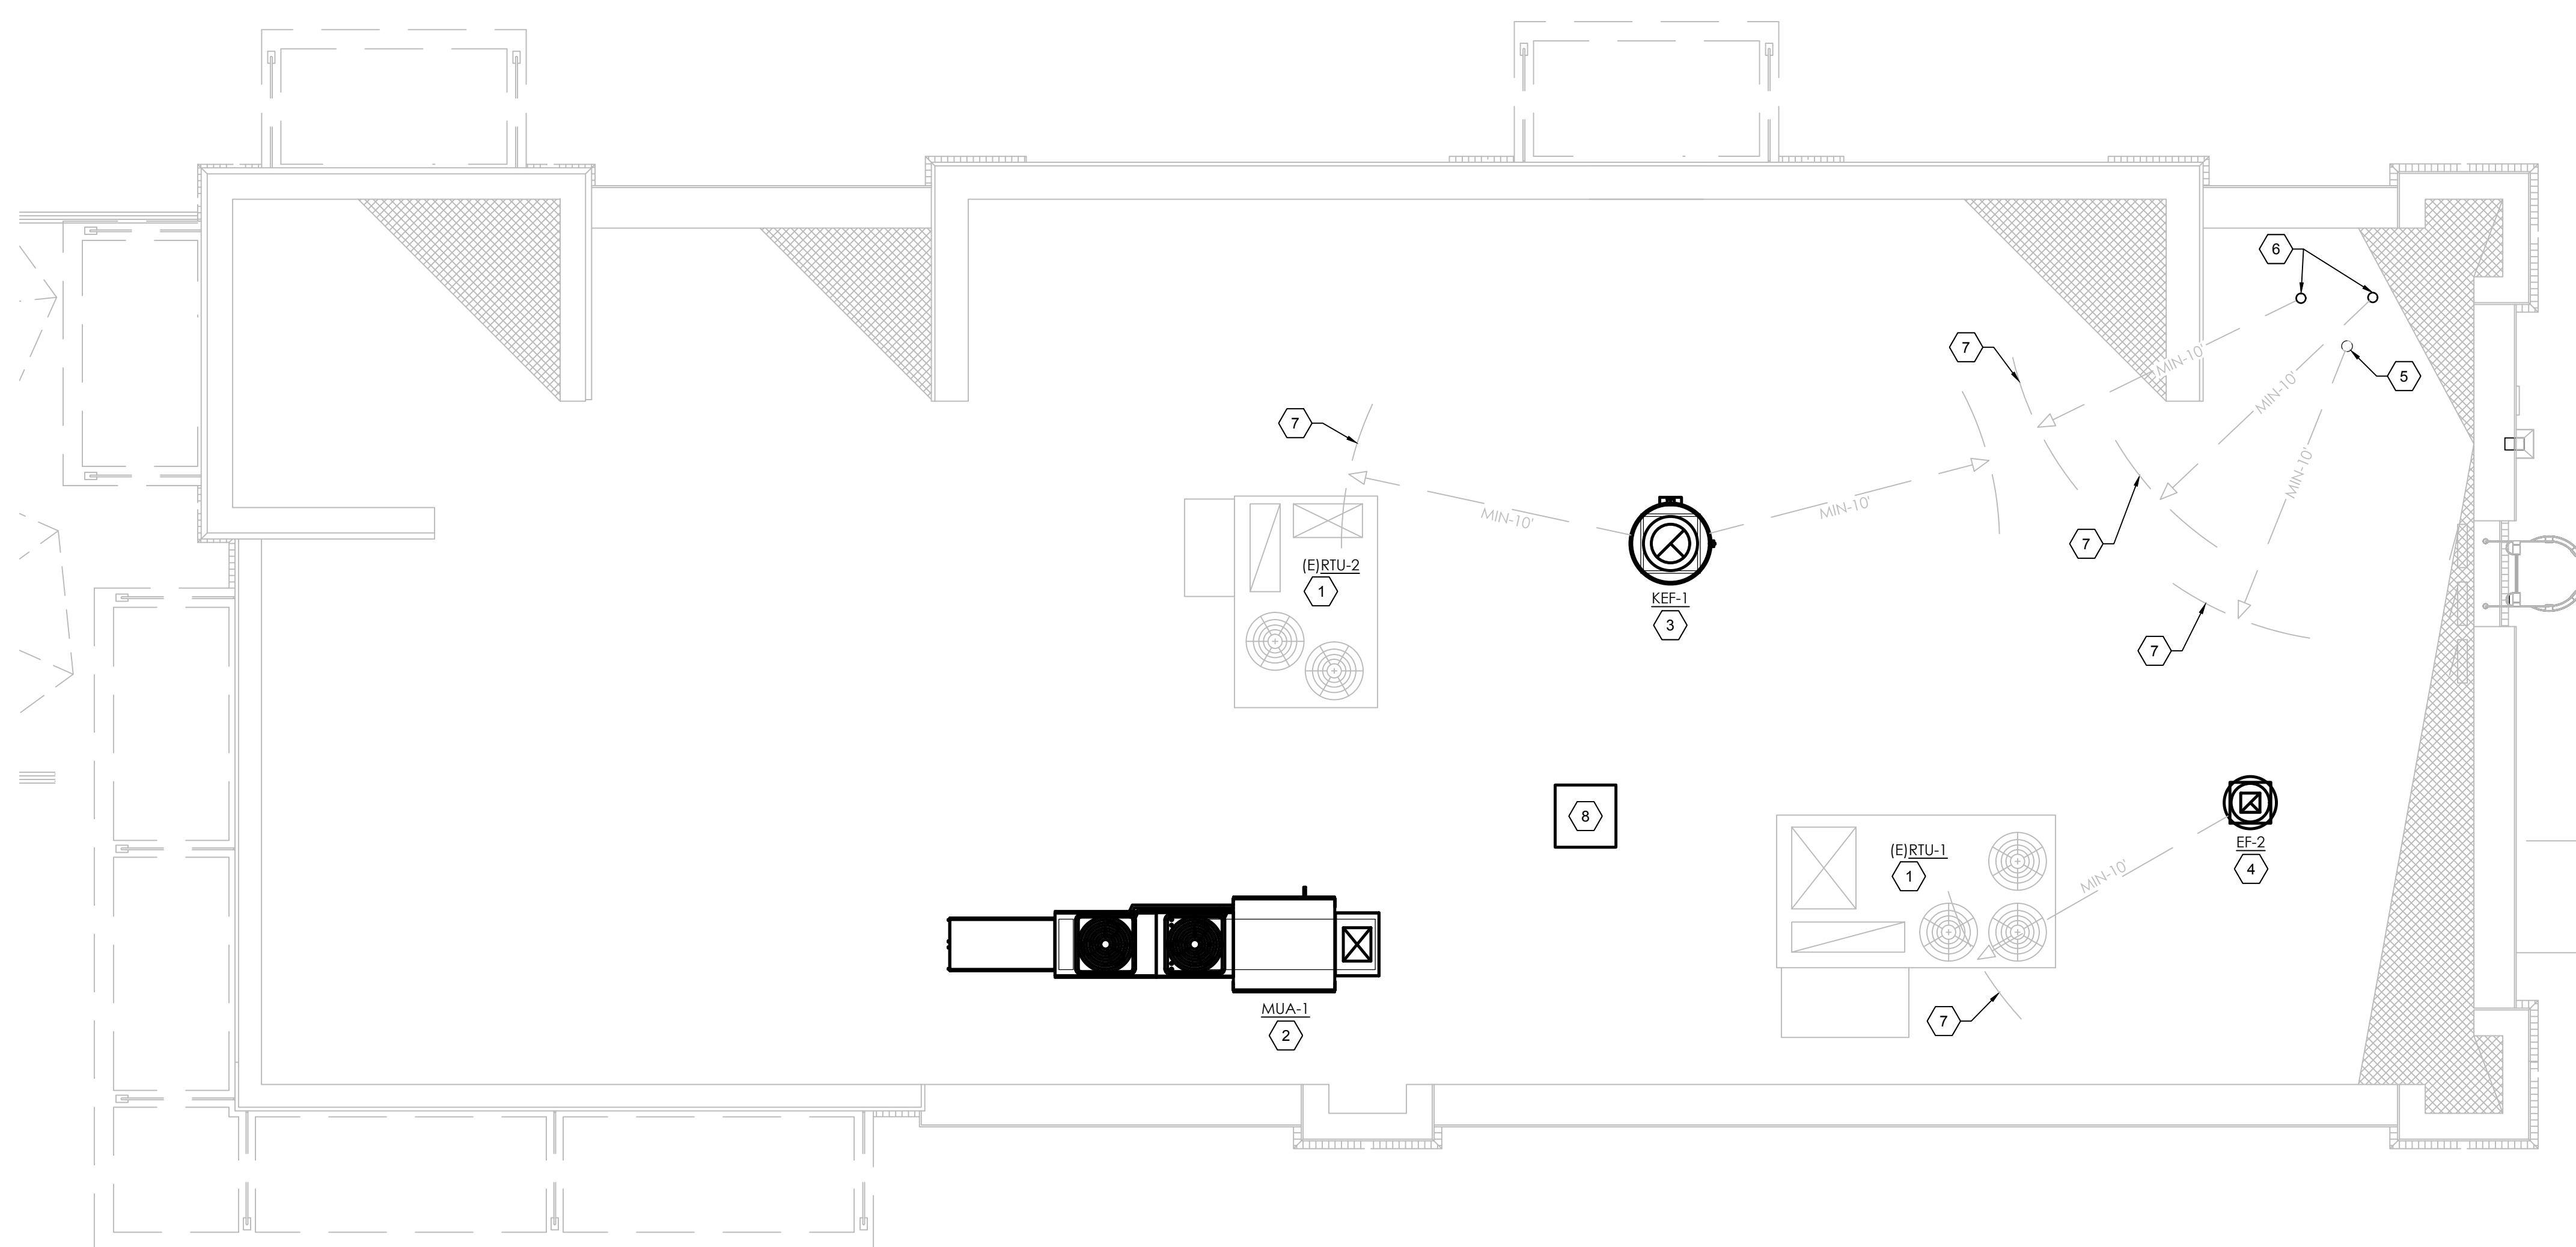 6
MIN-10'
7
5
MIN-10'
7
MIN-10'
MIN-10'
MIN-10'
7
(E)RTU-2
1
KEF-1
3
7
8
(E)RTU-1
1
EF-2
4
MIN-10'
MUA-1
2
7